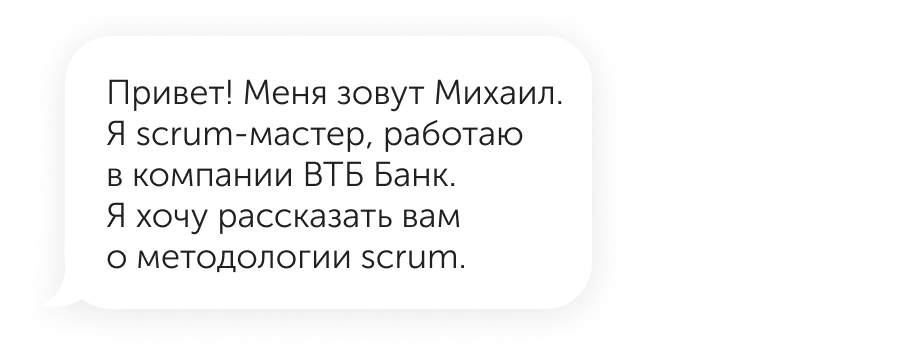 Привет! Меня зовут Михаил.
Я scrum-мастер, работаю
в компании ВТБ Банк.
Я хочу рассказать вам
о методологии scrum.